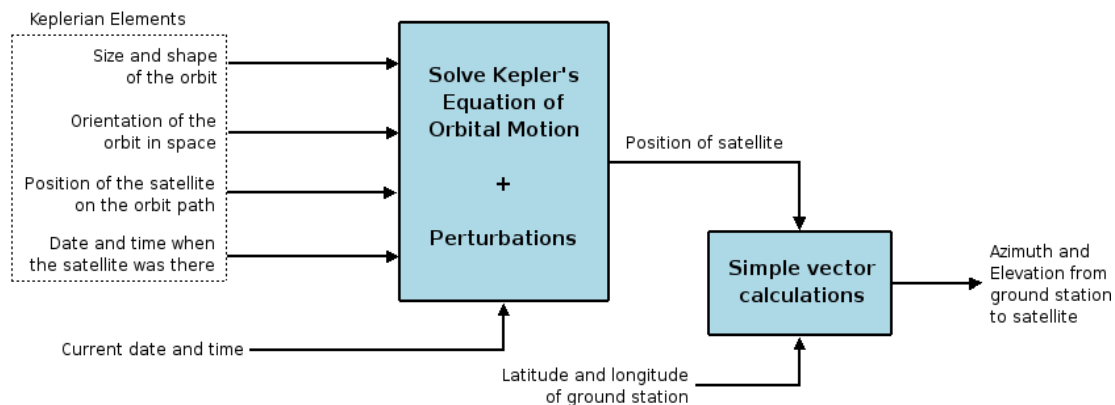 Keplerian Elements
Size and shape
of the orbit
Orientation of the
orbit in space
Position of the satellite
on the orbit path
Date and time when
the satellite was there
Current date and time
Solve Kepler's
Equation of
Orbital Motion
+
Perturbations
Position of satellite
Simple vector
calculations
Latitude and longitude
of ground station
Azimuth and
Elevation from
ground station
to satellite